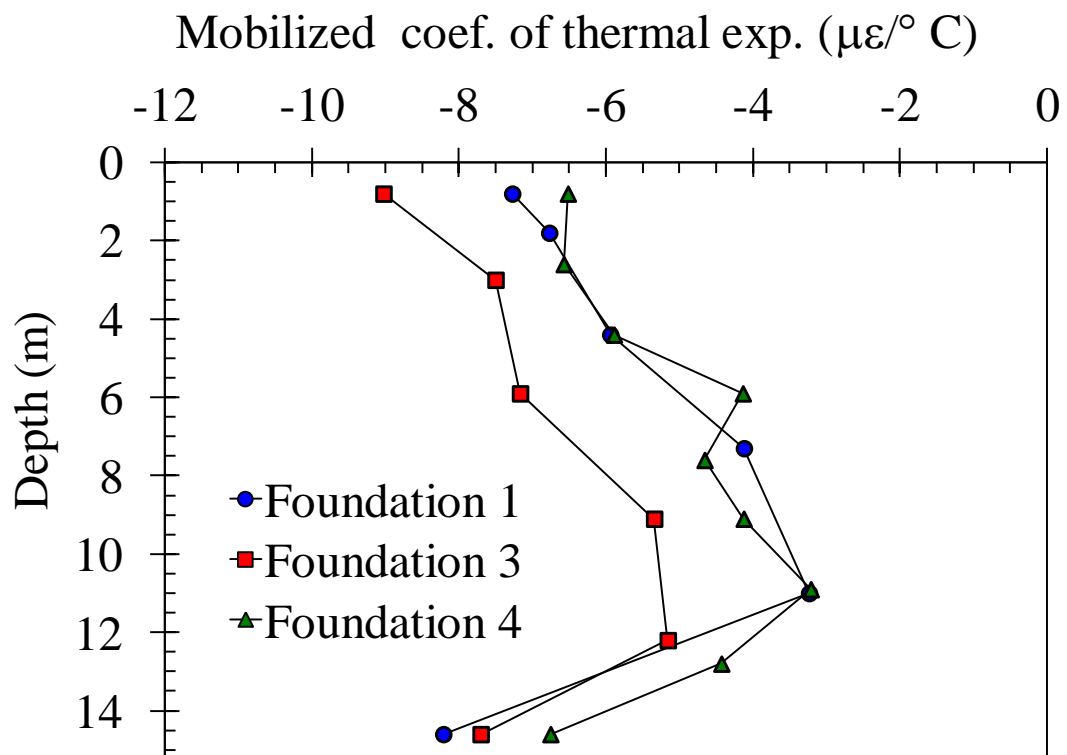 Mobilized coef. of thermal exp. (με/° C)
-12 -10 -8 -6 -4 -2 0
0
2
4
6
8
10
12
14
Depth (m)
Foundation 1
Foundation 3
Foundation 4